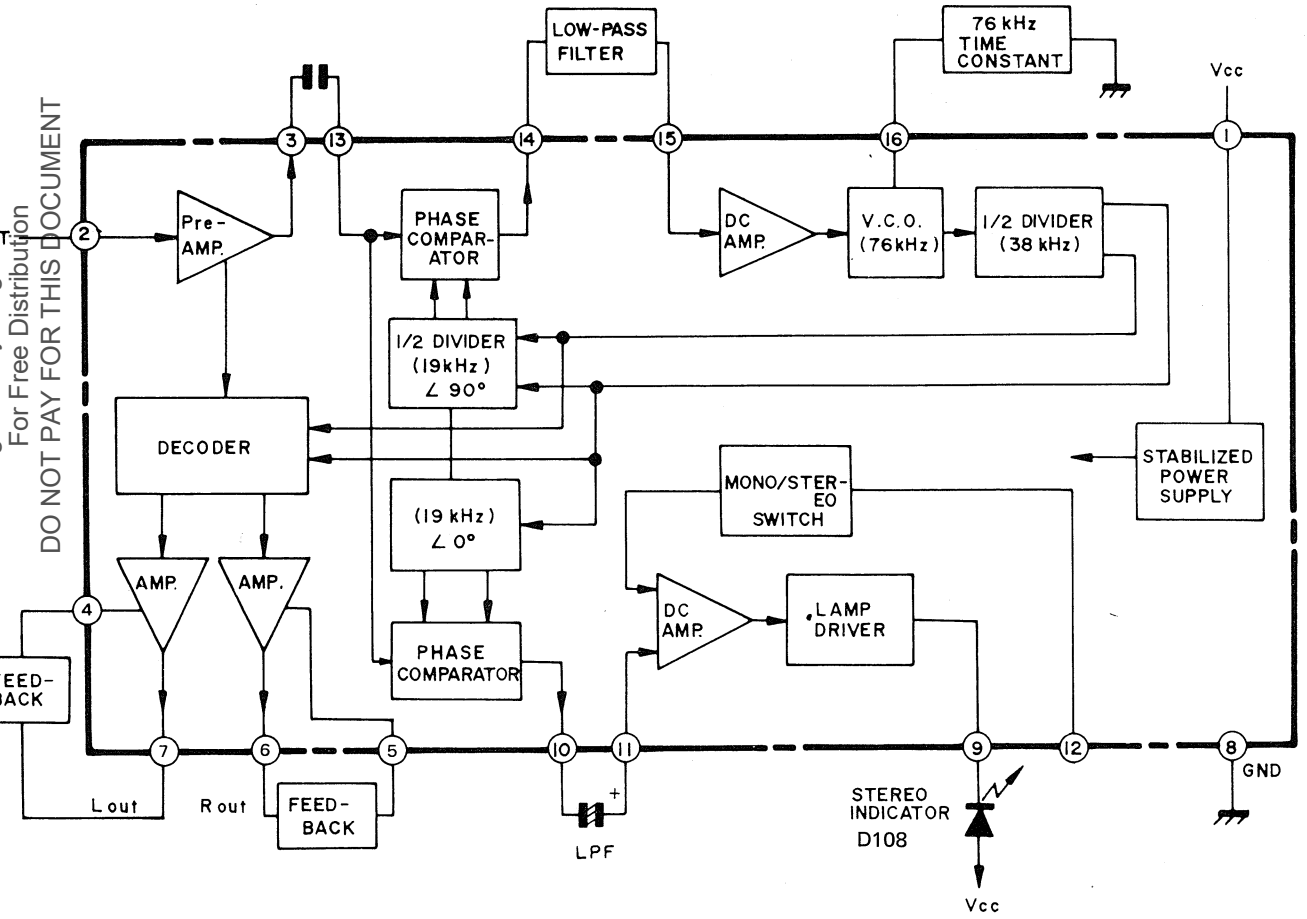 LOW-PASS
FILTER
76 kHz
TIME
CONSTANT
Vcc
3
13
14
15
16
1
2
Pre-
AMP.
PHASE
COMPAR-
ATOR
DC
AMP.
V.C.O.
(76kHz)
1/2 DIVIDER
(38 kHz)
1/2 DIVIDER
(19kHz)
∠ 90°
DECODER
(19 kHz)
∠ 0°
MONO/STER-
EO
SWITCH
STABILIZED
POWER
SUPPLY
AMP.
AMP.
4
PHASE
COMPARATOR
DC
AMP.
LAMP
DRIVER
7
6
5
10
11
9
12
8
GND
L out
R out
FEED-
BACK
+
LPF
STEREO
INDICATOR
D108
Vcc
For Free Distribution
DO NOT PAY FOR THIS DOCUMENT